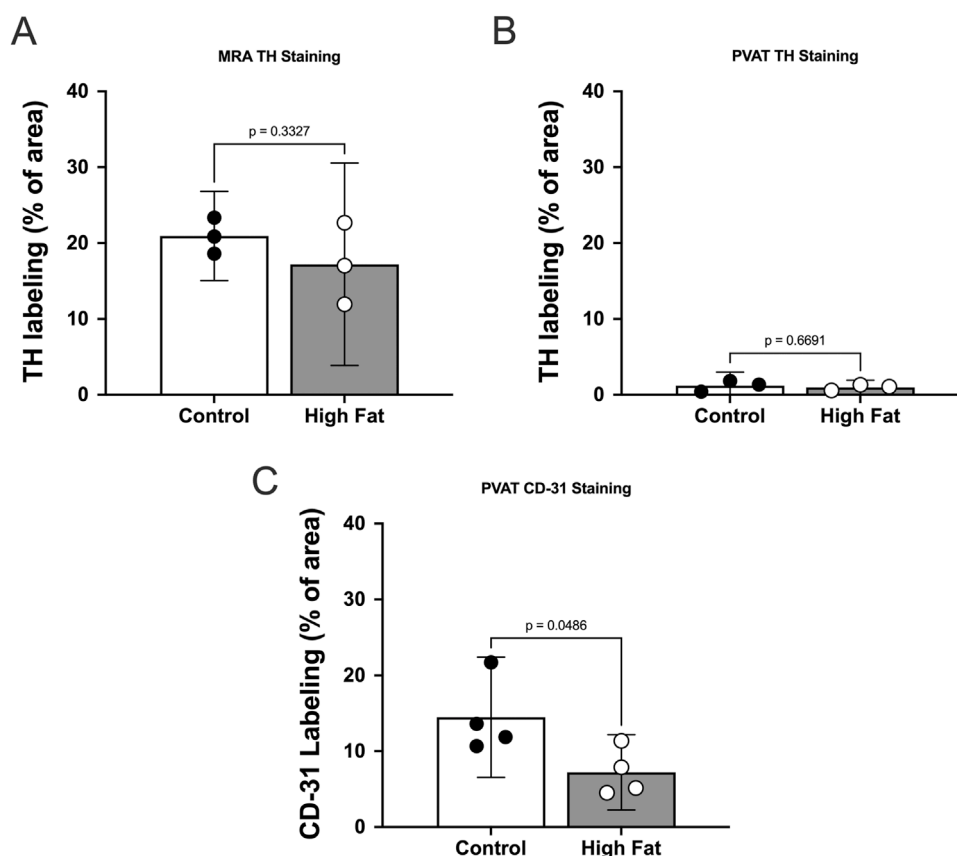 A
MRA TH Staining
TH labeling (% of area)
40
30
20
10
0
p = 0.3327
Control
High Fat
B
PVAT TH Staining
TH labeling (% of area)
40
30
20
10
0
p = 0.6691
Control
High Fat
C
PVAT CD-31 Staining
CD-31 Labeling (% of area)
40
30
20
10
0
p = 0.0486
Control
High Fat